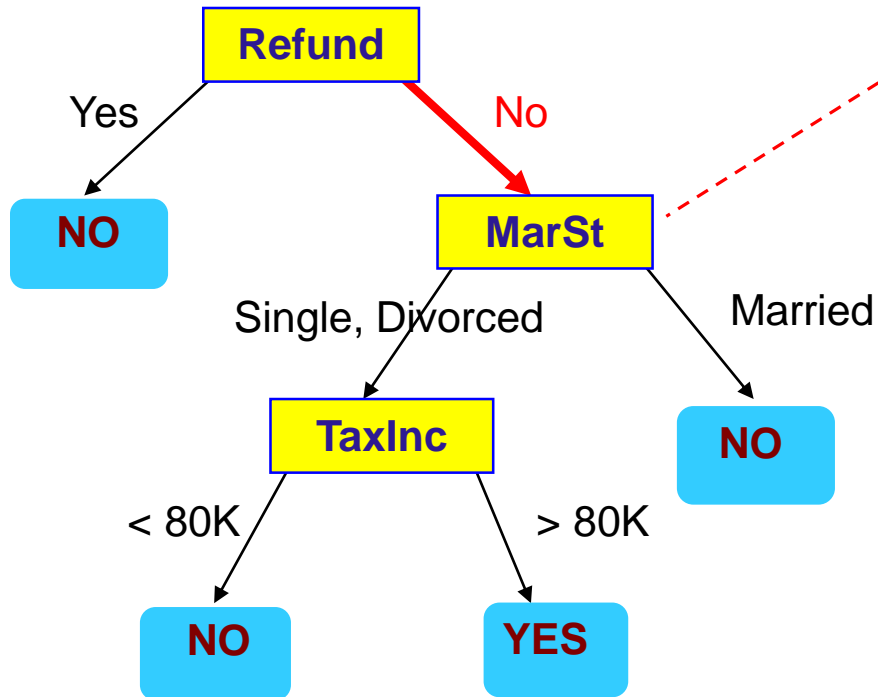 Refund
Yes
No
NO
MarSt
Single, Divorced
Married
TaxInc
NO
< 80K
> 80K
NO
YES